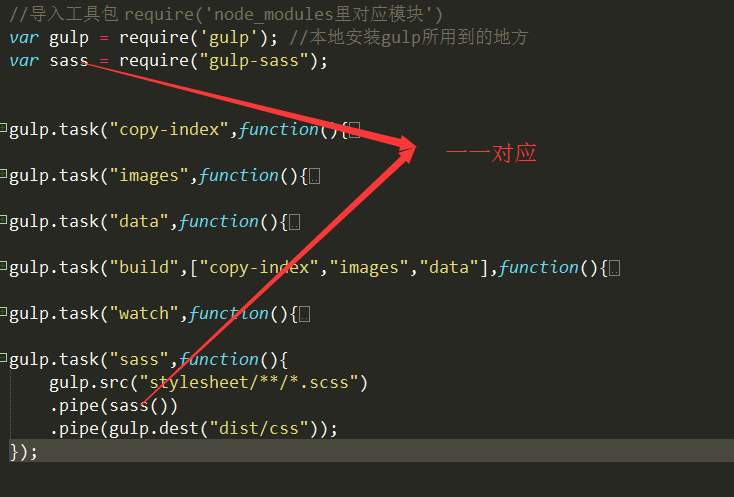 //导入工具包 require('node_modules里对应模块')
var gulp = require('gulp'); //本地安装gulp所用到的地方
var sass = require("gulp-sass");
gulp.task("copy-index",function(){
gulp.task("images",function(){
一一对应
gulp.task("data",function(){
gulp.task("build",["copy-index","images","data"],function(){
gulp.task("watch",function(){
gulp.task("sass",function(){
gulp.src("stylesheet/**/*.scss")
.pipe(sass())
.pipe(gulp.dest("dist/css"));
});